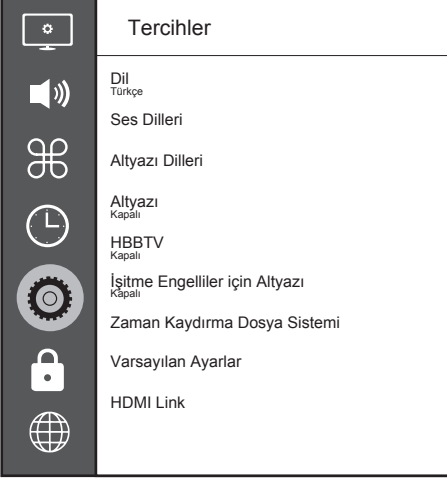 Tercihler
Dil
Türkçe
Ses Dilleri
Altyazı Dilleri
Altyazı
Kapalı
HBBTV
Kapalı
İşitme Engelliler için Altyazı
Kapalı
Zaman Kaydırma Dosya Sistemi
Varsayılan Ayarlar
HDMI Link